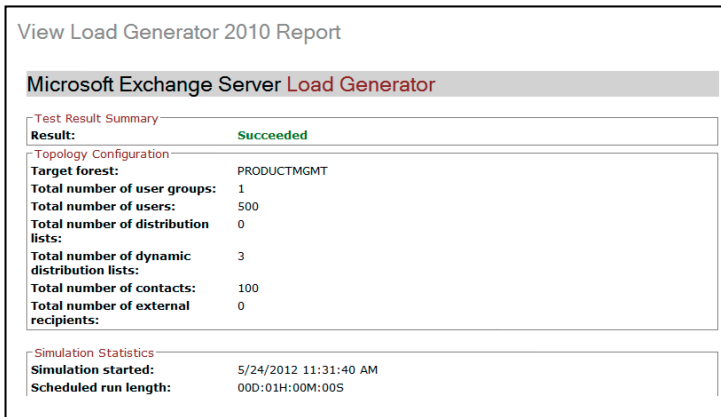 View Load Generator 2010 Report
Microsoft Exchange Server Load Generator
Test Result Summary
Result: Succeeded
Topology Configuration
Target forest: PRODUCTMGMT
Total number of user groups: 1
Total number of users: 500
Total number of distribution 0
lists:
Total number of dynamic 3
distribution lists:
Total number of contacts: 100
Total number of external 0
recipients:
Simulation Statistics
Simulation started: 5/24/2012 11:31:40 AM
Scheduled run length: 00D:01H:00M:00S